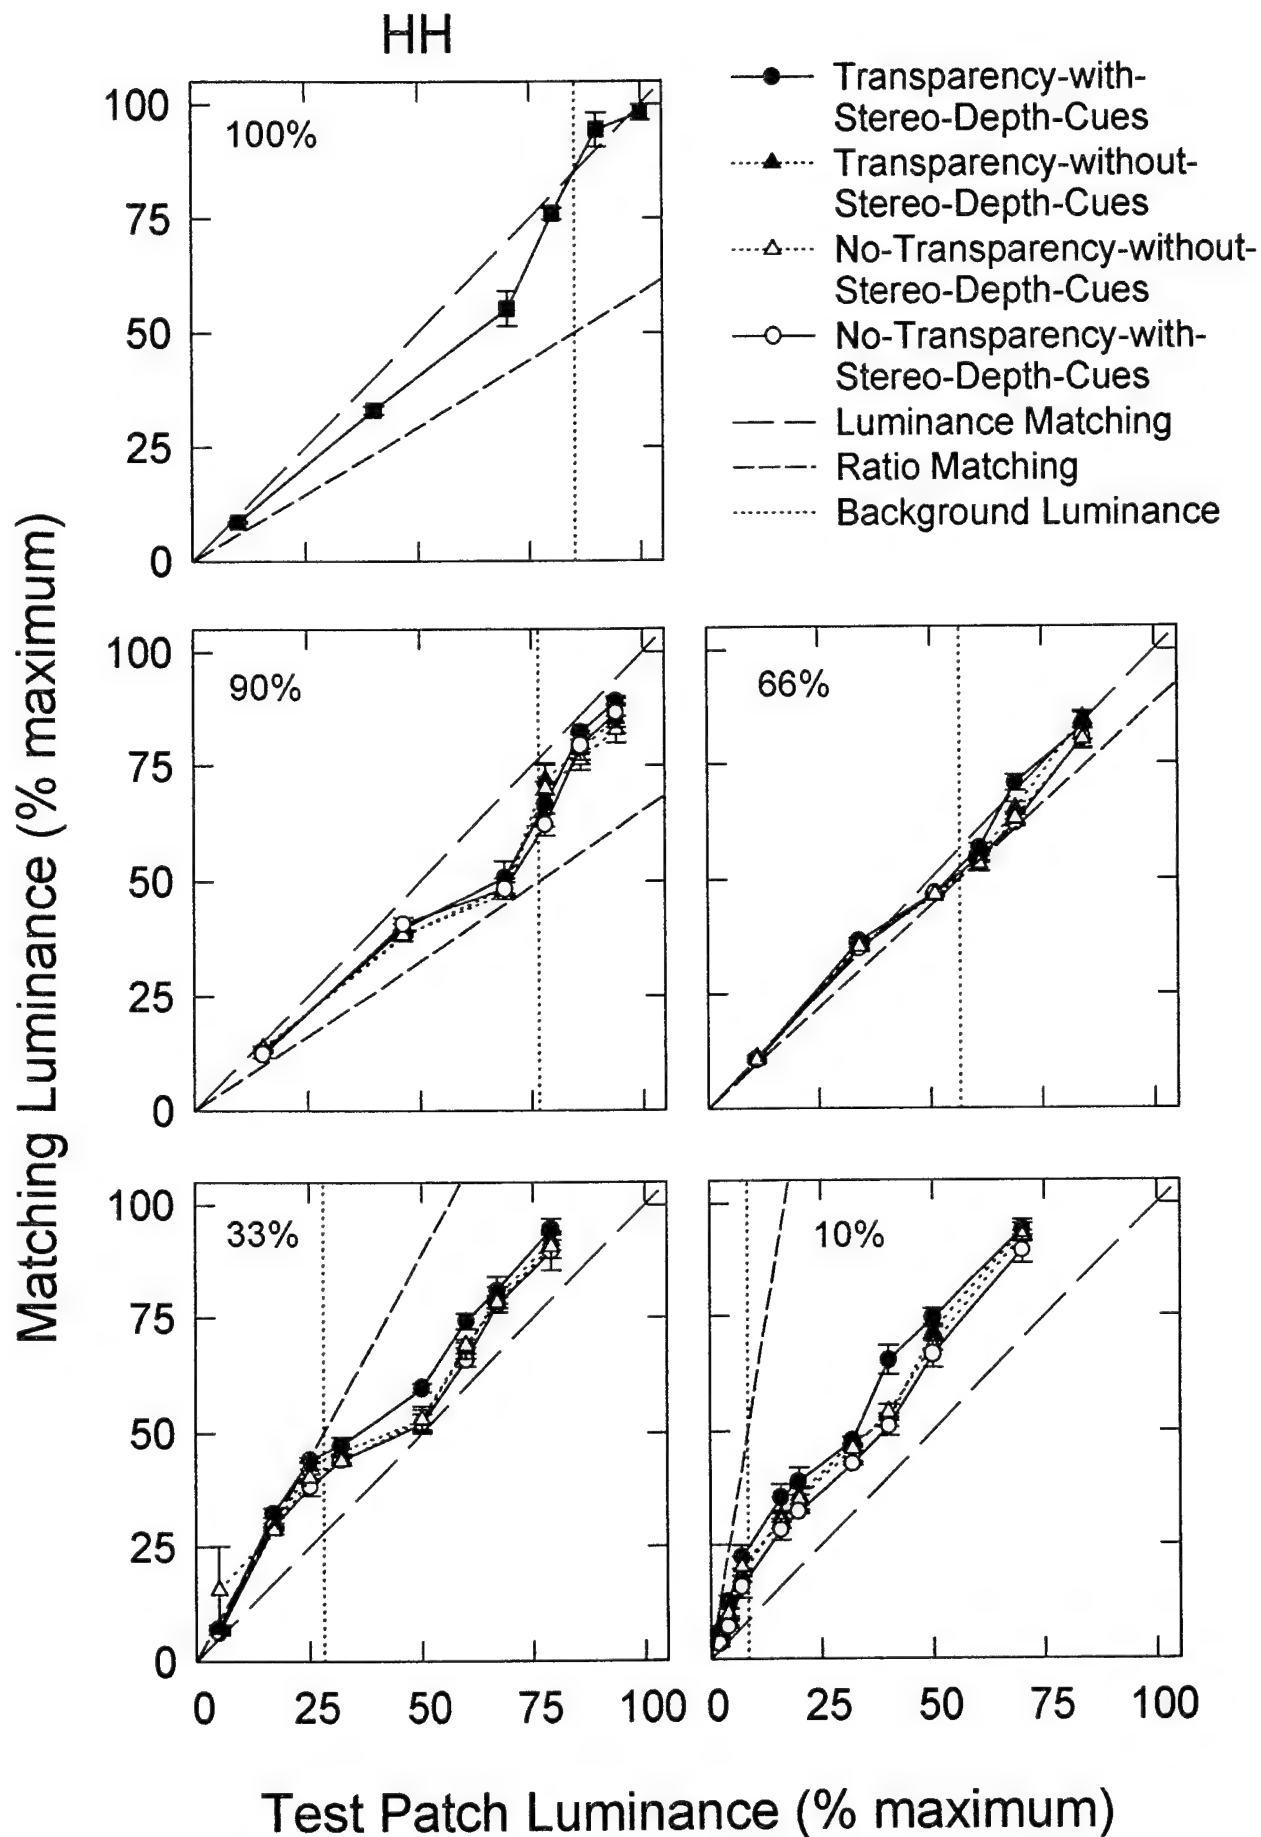 HH
100%
100
75
50
25
0
Transparency-with-
Stereo-Depth-Cues
Transparency-without-
Stereo-Depth-Cues
No-Transparency-without-
Stereo-Depth-Cues
No-Transparency-with-
Stereo-Depth-Cues
Luminance Matching
Ratio Matching
Background Luminance
Matching Luminance (% maximum)
90%
100
75
50
25
0
66%
33%
100
75
50
25
0
0 25 50 75 100
10%
0 25 50 75 100
Test Patch Luminance (% maximum)